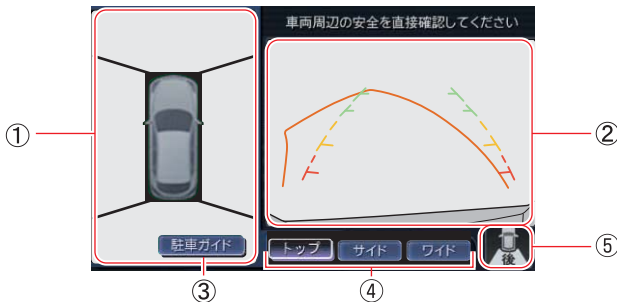 車両周辺の安全を直接確認してください
①
②
駐車ガイド
トップ サイド ワイド
後
⑤
③
④